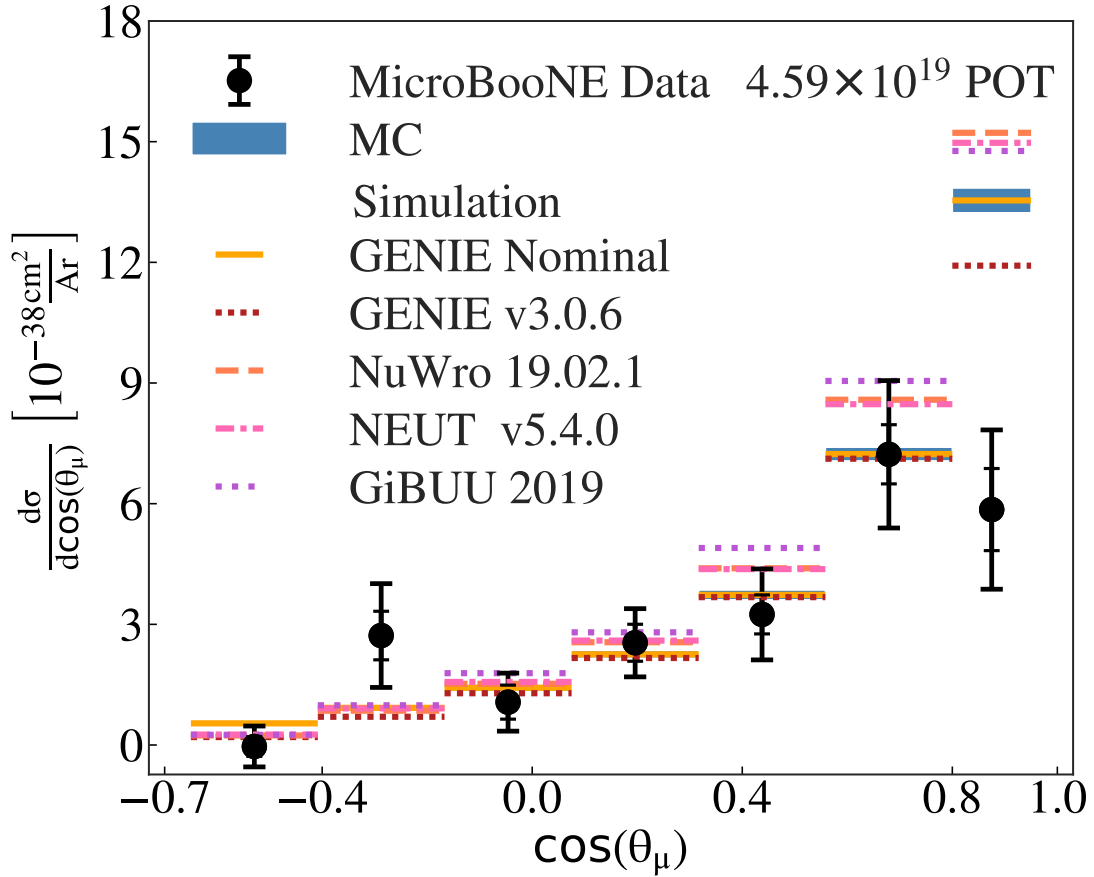 18
15
12
9
6
3
0
dσ/dcos(θμ) [10⁻³⁸ cm²/Ar]
MicroBooNE Data 4.59×10¹⁹ POT
MC
Simulation
GENIE Nominal
GENIE v3.0.6
NuWro 19.02.1
NEUT v5.4.0
GiBUU 2019
−0.7 −0.4 0.0 0.4 0.8 1.0
cos(θμ)